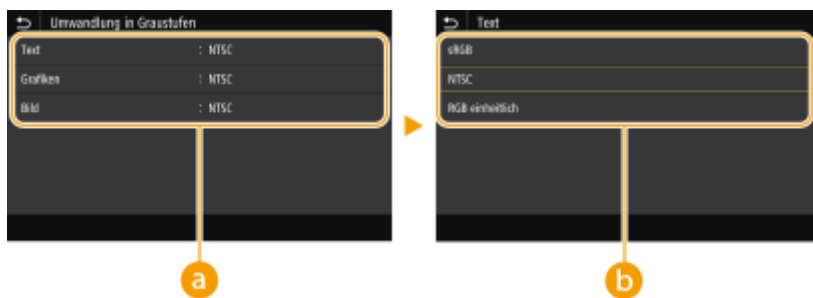 Umwandlung in Graustufen
Text : NTSC
Grafiken : NTSC
Bild : NTSC
a
Text
sRGB
NTSC
RGB einheitlich
b